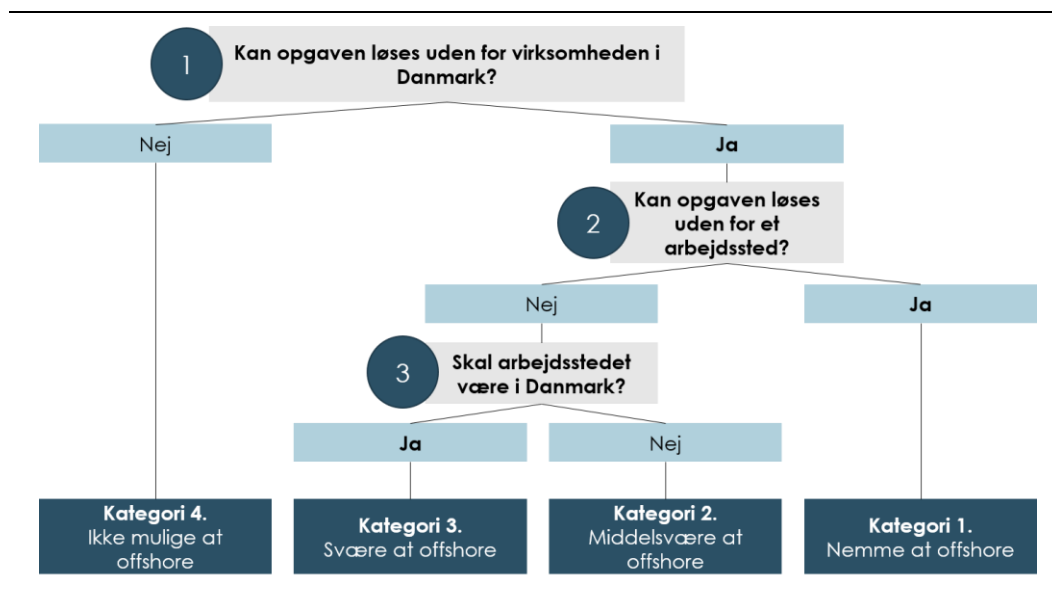 1
Kan opgaven løses uden for virksomheden i
Danmark?
Nej
Ja
2
Kan opgaven løses
uden for et
arbejdssted?
Nej
Ja
3
Skal arbejdsstedet
være i Danmark?
Ja
Nej
Kategori 4.
Ikke mulige at
offshore
Kategori 3.
Svære at offshore
Kategori 2.
Middelsvære at
offshore
Kategori 1.
Nemme at offshore